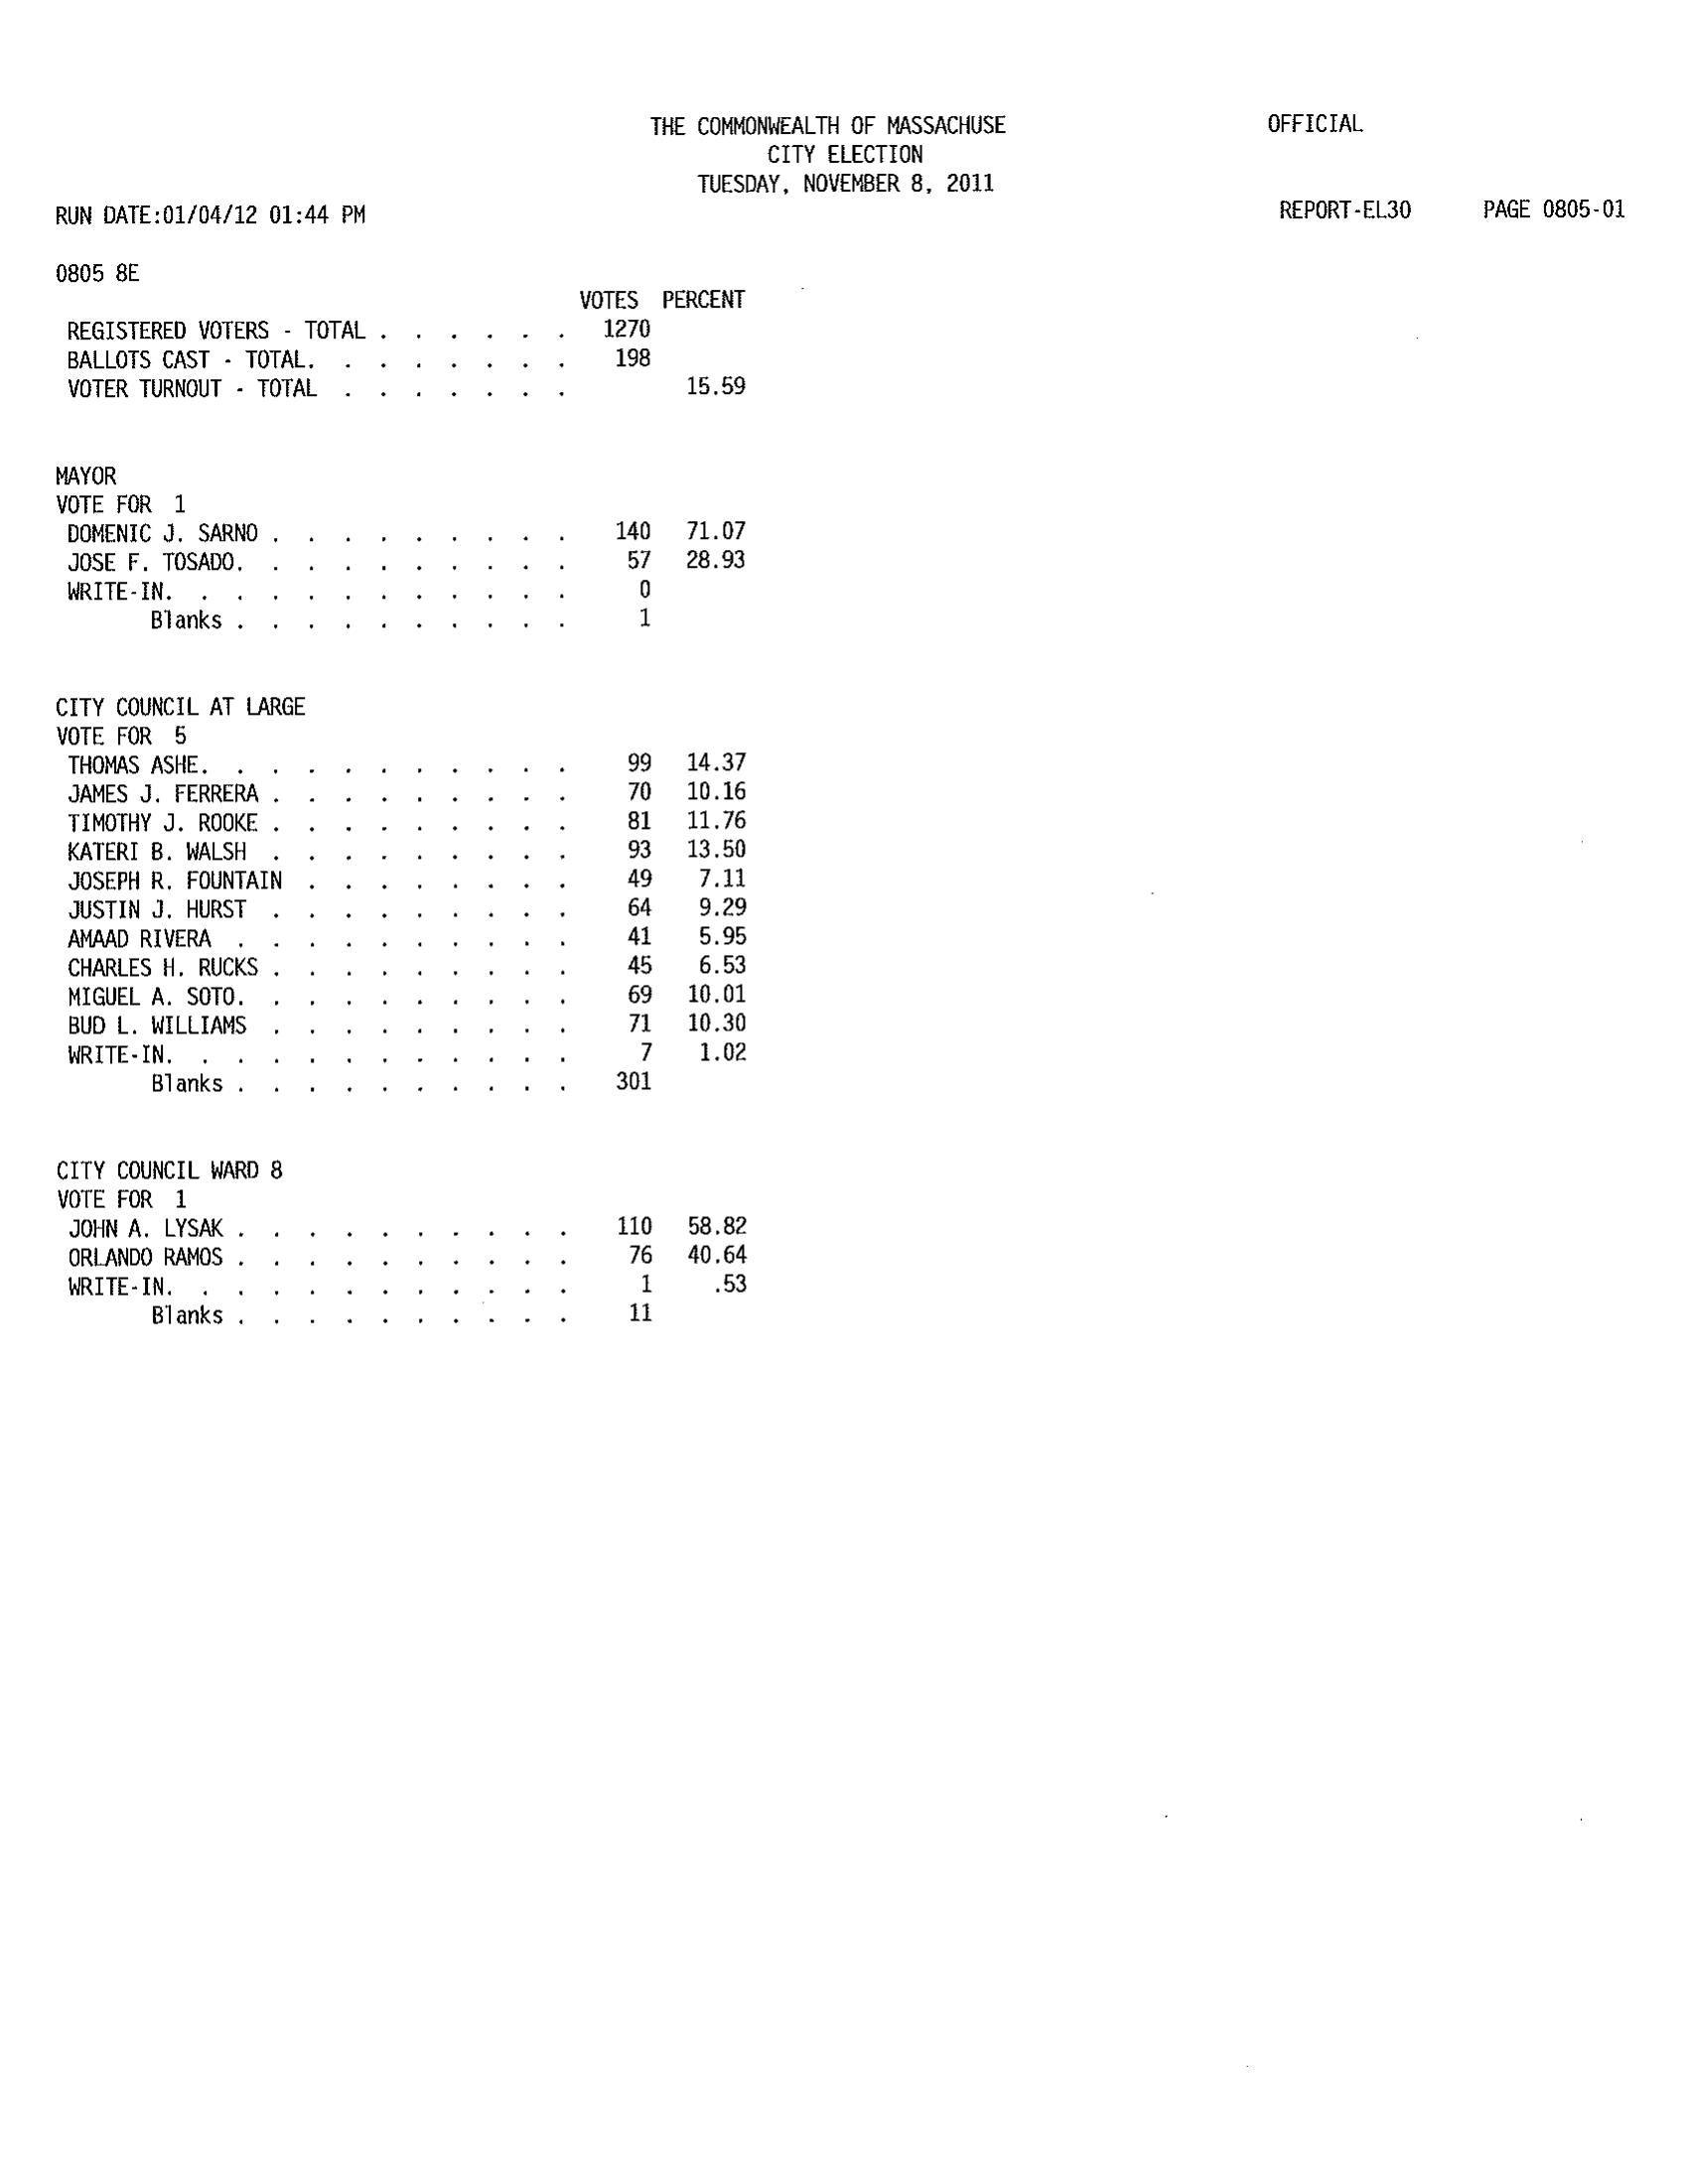 THE COMMONWEALTH OF MASSACHUSE OFFICIAL
CITY ELECTION
TUESDAY, NOVEMBER 8, 2011
RUN DATE:01/04/12 01:44 PM REPORT-EL30 PAGE 0805-01
0805 8E
VOTES PERCENT
REGISTERED VOTERS - TOTAL . . . . . . 1270
BALLOTS CAST - TOTAL. . . . . . . . 198
VOTER TURNOUT - TOTAL . . . . . . . 15.59
MAYOR
VOTE FOR 1
DOMENIC J. SARNO . . . . . . . . . 140 71.07
JOSE F. TOSADO. . . . . . . . . . 57 28.93
WRITE-IN. . . . . . . . . . . . 0
Blanks . . . . . . . . . . 1
CITY COUNCIL AT LARGE
VOTE FOR 5
THOMAS ASHE. . . . . . . . . . . 99 14.37
JAMES J. FERRERA . . . . . . . . . 70 10.16
TIMOTHY J. ROOKE . . . . . . . . . 81 11.76
KATERI B. WALSH . . . . . . . . . 93 13.50
JOSEPH R. FOUNTAIN . . . . . . . . 49 7.11
JUSTIN J. HURST . . . . . . . . . 64 9.29
AMAAD RIVERA . . . . . . . . . . 41 5.95
CHARLES H. RUCKS . . . . . . . . . 45 6.53
MIGUEL A. SOTO. . . . . . . . . . 69 10.01
BUD L. WILLIAMS . . . . . . . . . 71 10.30
WRITE-IN. . . . . . . . . . . . 7 1.02
Blanks . . . . . . . . . . 301
CITY COUNCIL WARD 8
VOTE FOR 1
JOHN A. LYSAK . . . . . . . . . . 110 58.82
ORLANDO RAMOS . . . . . . . . . . 76 40.64
WRITE-IN. . . . . . . . . . . . 1 .53
Blanks . . . . . . . . . . 11